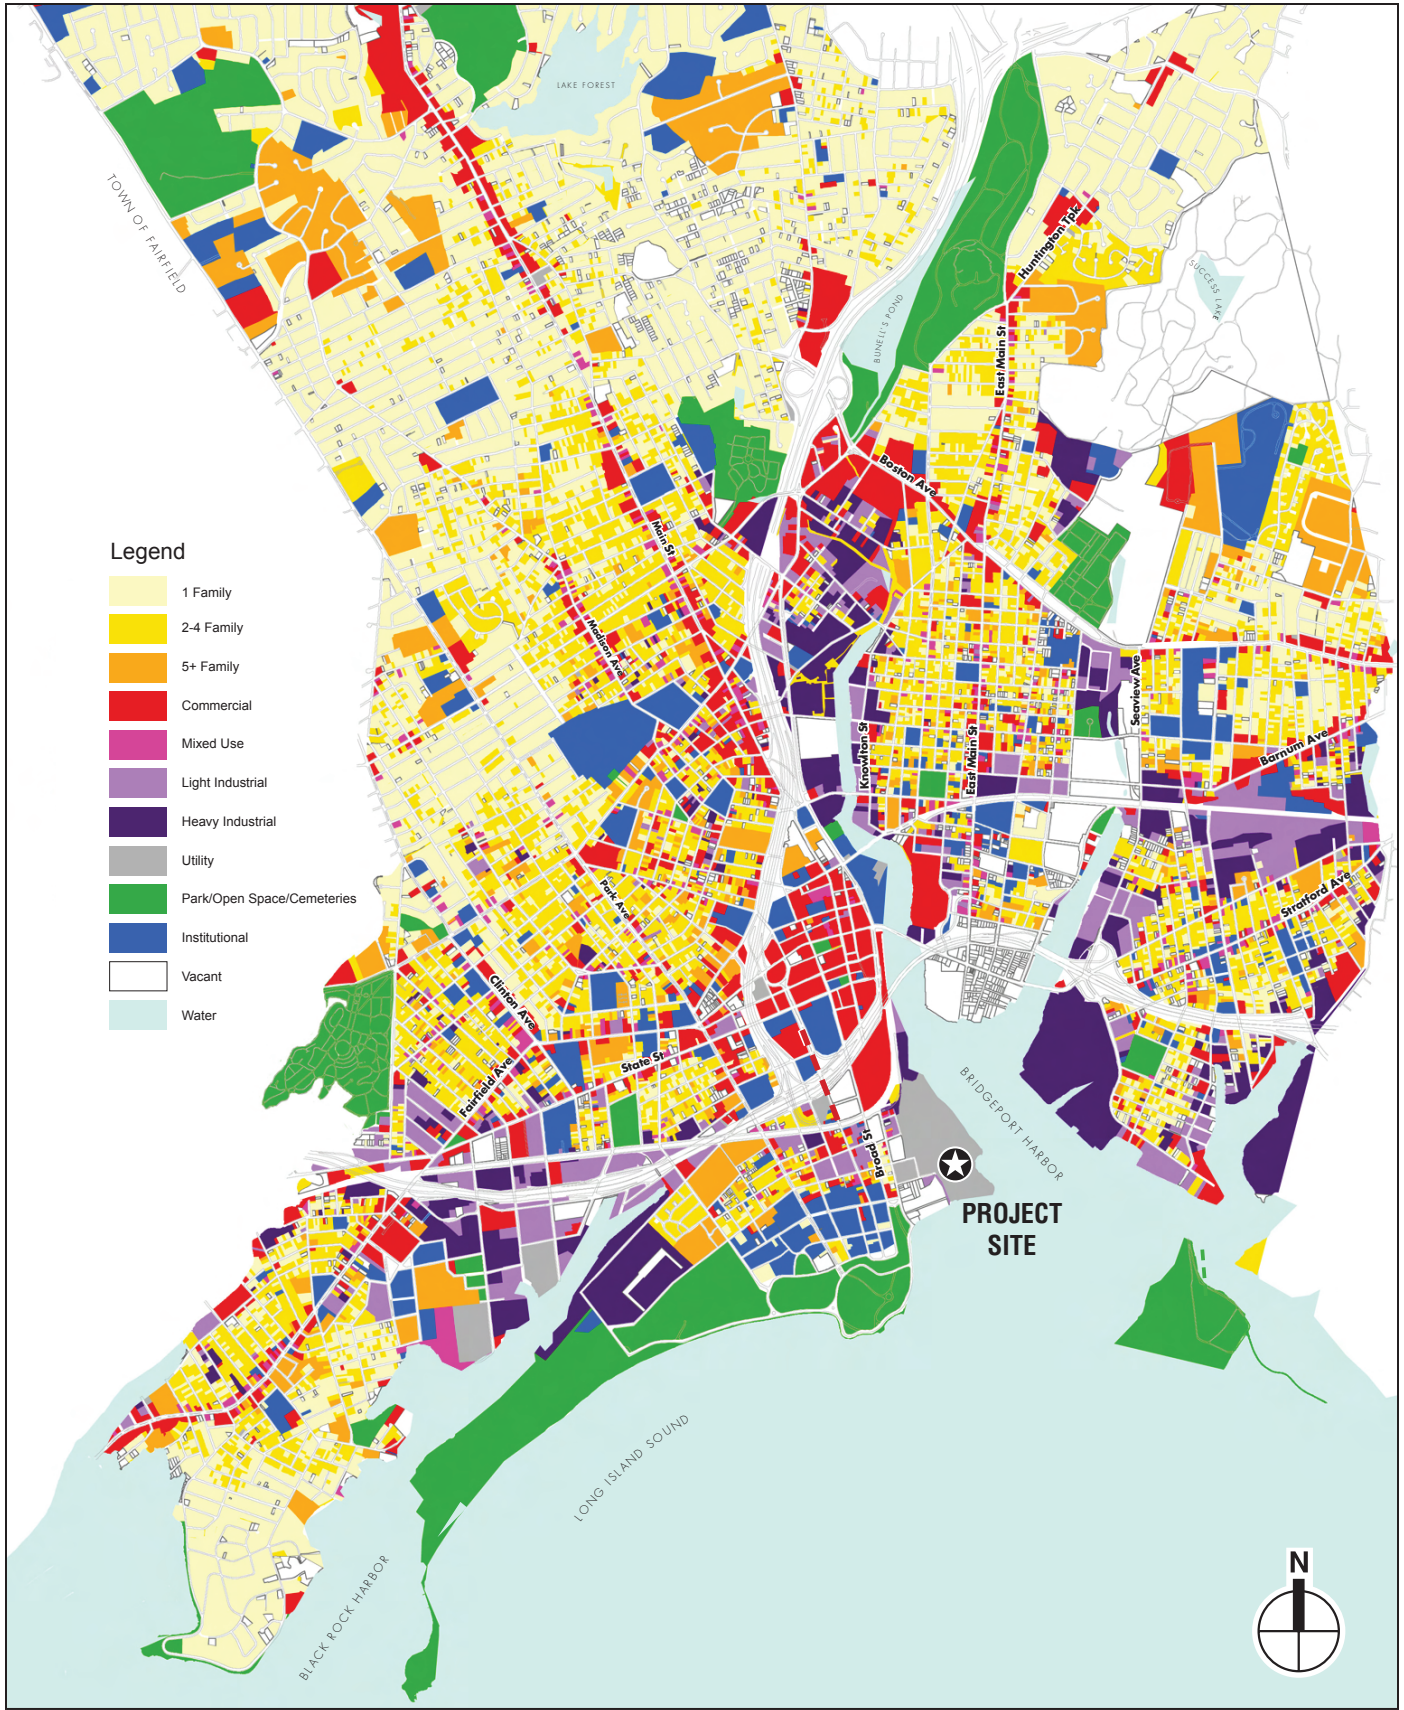 LAKE FOREST
TOWN OF FAIRFIELD
Huntington Tpk
SUCCESS LAKE
BUNELL'S POND
East Main St
Boston Ave
Main St
Legend
1 Family
2-4 Family
5+ Family
Commercial
Mixed Use
Light Industrial
Heavy Industrial
Utility
Park/Open Space/Cemeteries
Institutional
Vacant
Water
Madison Ave
Seaview Ave
Knowlton St
East Main St
Barnum Ave
Park Ave
Stratford Ave
Clinton Ave
State St
Fairfield Ave
Broad St
BRIDGEPORT HARBOR
PROJECT
SITE
LONG ISLAND SOUND
BLACK ROCK HARBOR
N